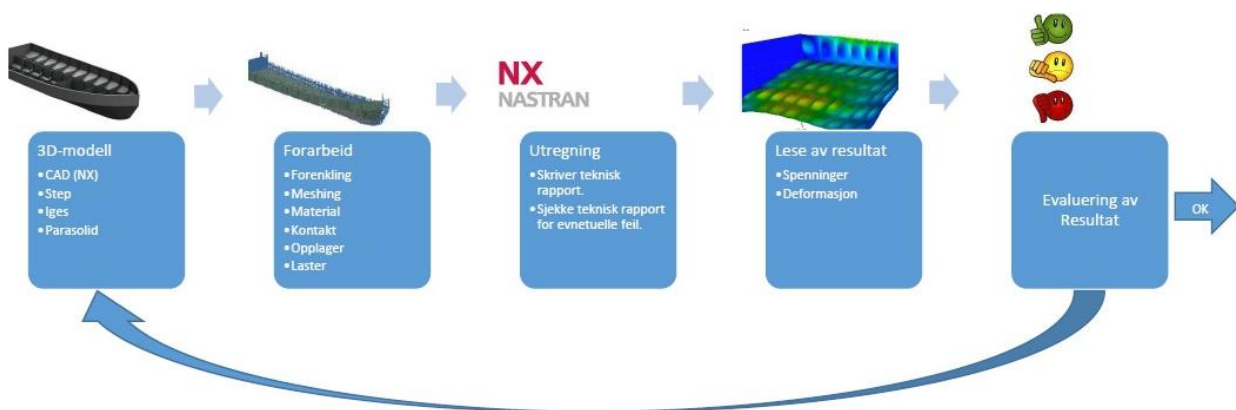 NX
NASTRAN
3D-modell
•CAD (NX)
•Step
•Iges
•Parasolid
Forarbeid
•Forenkling
•Meshing
•Material
•Kontakt
•Opplager
•Laster
Utregning
•Skriver teknisk
rapport.
•Sjekke teknisk rapport
for evnetuelle feil.
Lese av resultat
•Spenninger
•Deformasjon
Evaluering av
Resultat
OK